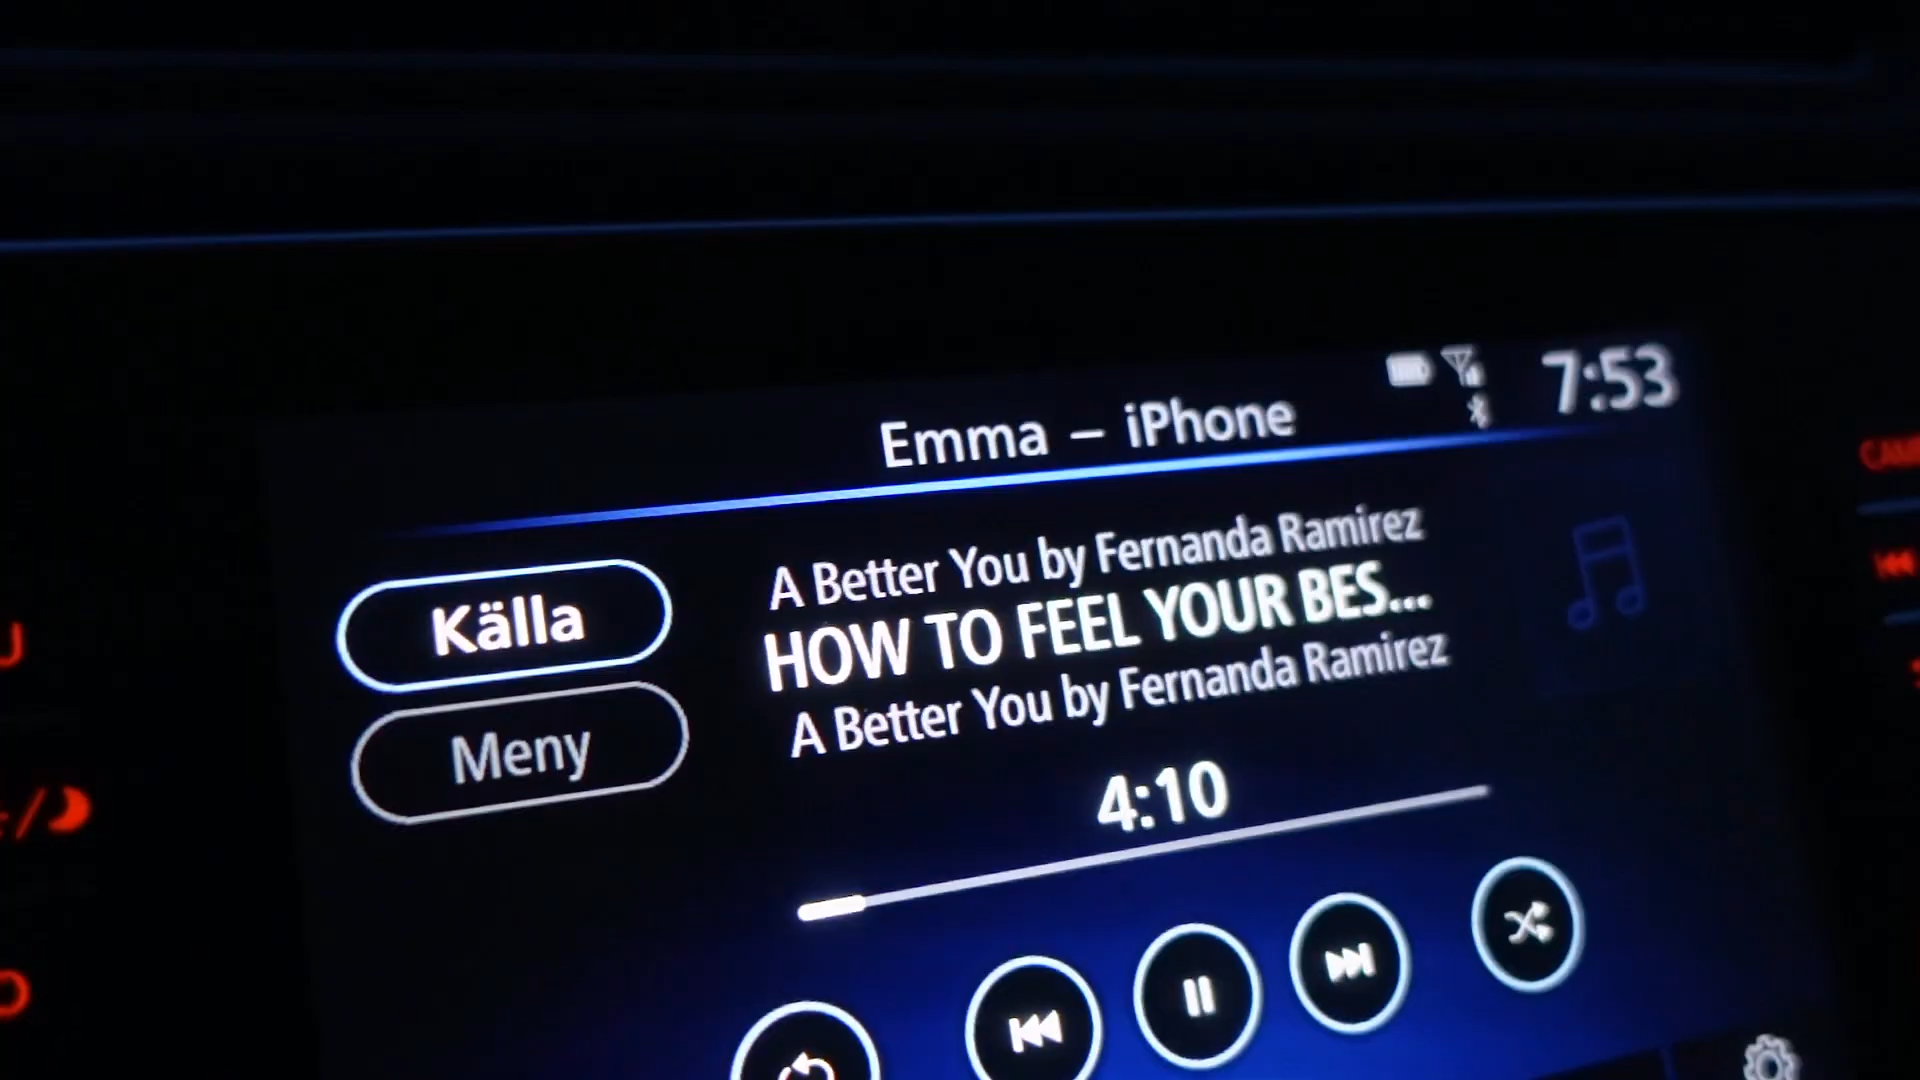 7:53
Emma – iPhone
A Better You by Fernanda Ramirez
Källa
HOW TO FEEL YOUR BES...
A Better You by Fernanda Ramirez
Meny
4:10